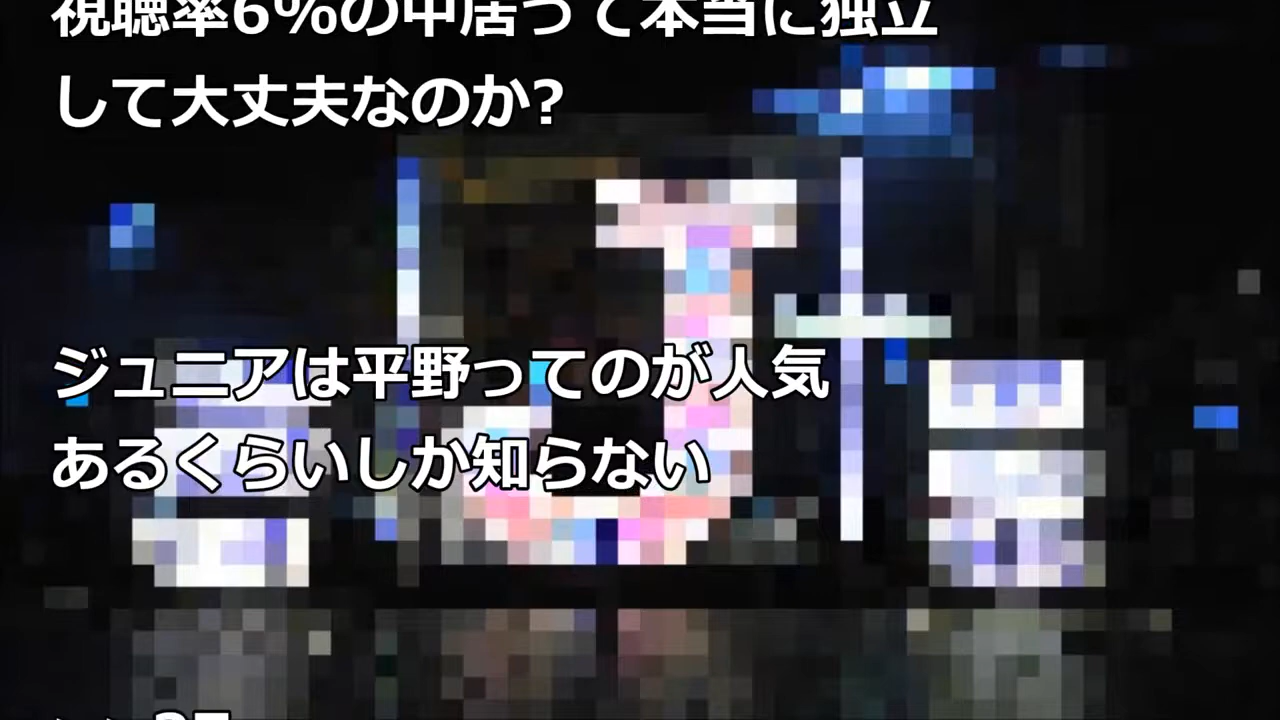 視聴率6%の中居って本当に独立
して大丈夫なのか?
ジュニアは平野ってのが人気
あるくらいしか知らない